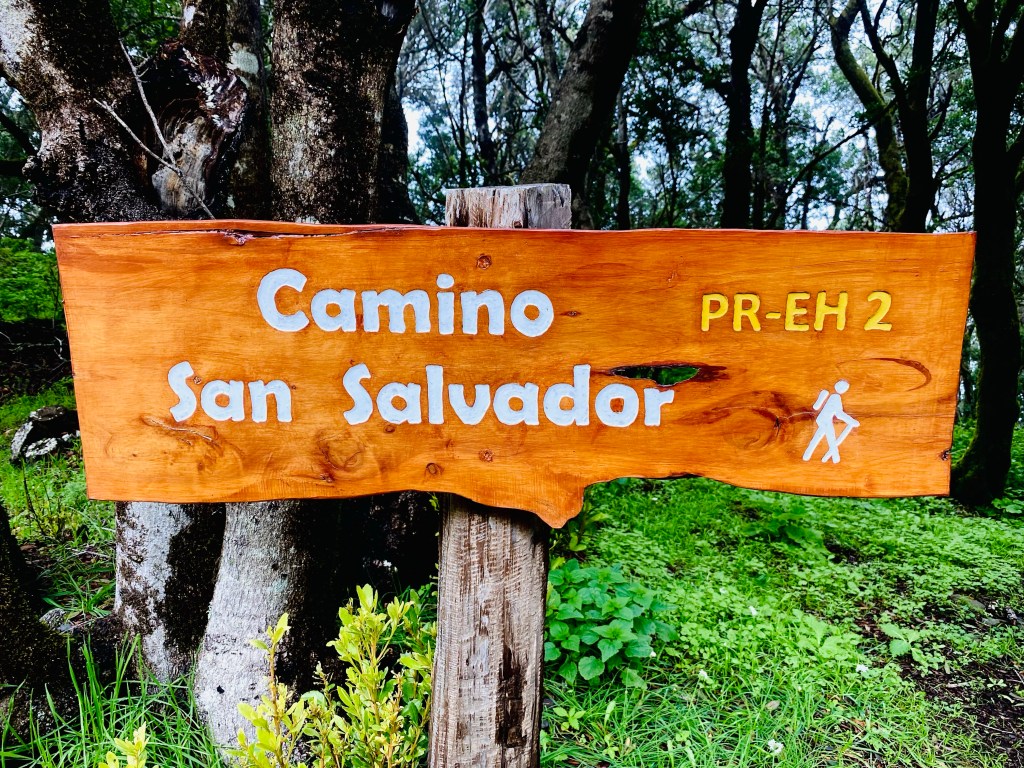 Camino
San Salvador
PR-EH 2